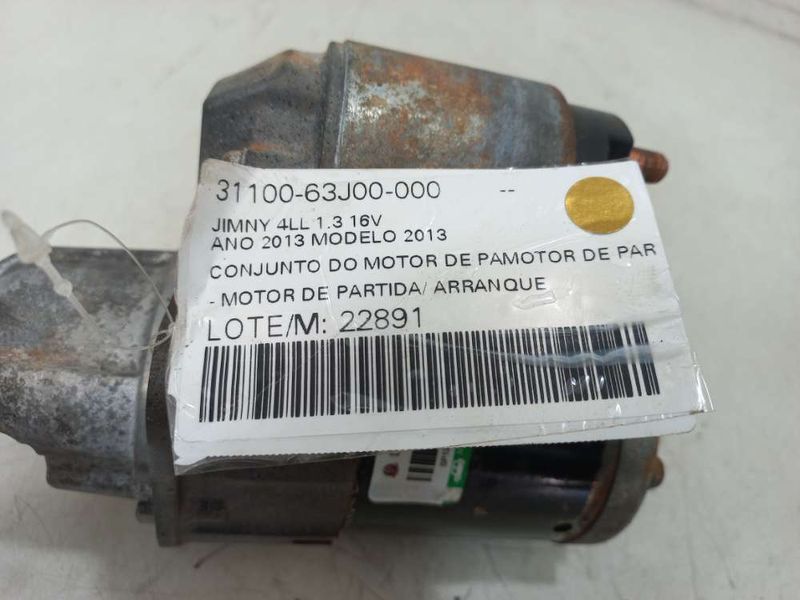 31100-63J00-000 --
JIMNY 4LL 1.3 16V
ANO 2013 MODELO 2013
CONJUNTO DO MOTOR DE PAMOTOR DE PAR
- MOTOR DE PARTIDA/ ARRANQUE
LOTE/M: 22891